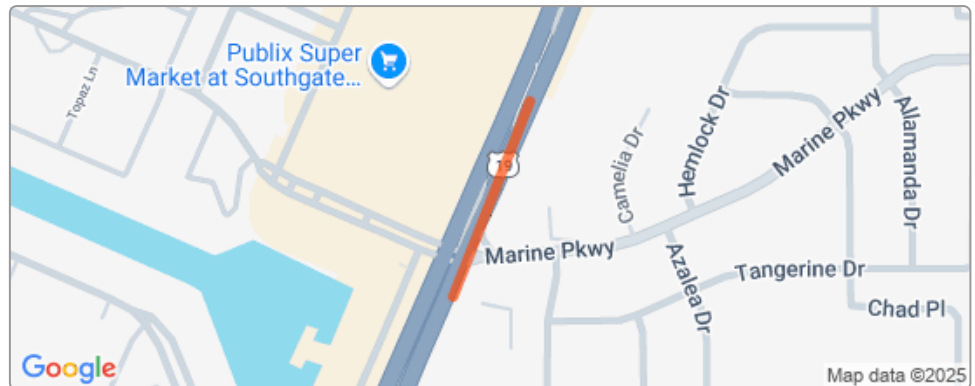 Publix Super
Market at Southgate...
Topaz Ln
19
Camelia Dr
Hemlock Dr
Marine Pkwy
Allamanda Dr
Marine Pkwy
Azalea Dr
Tangerine Dr
Chad Pl
Google
Map data ©2025